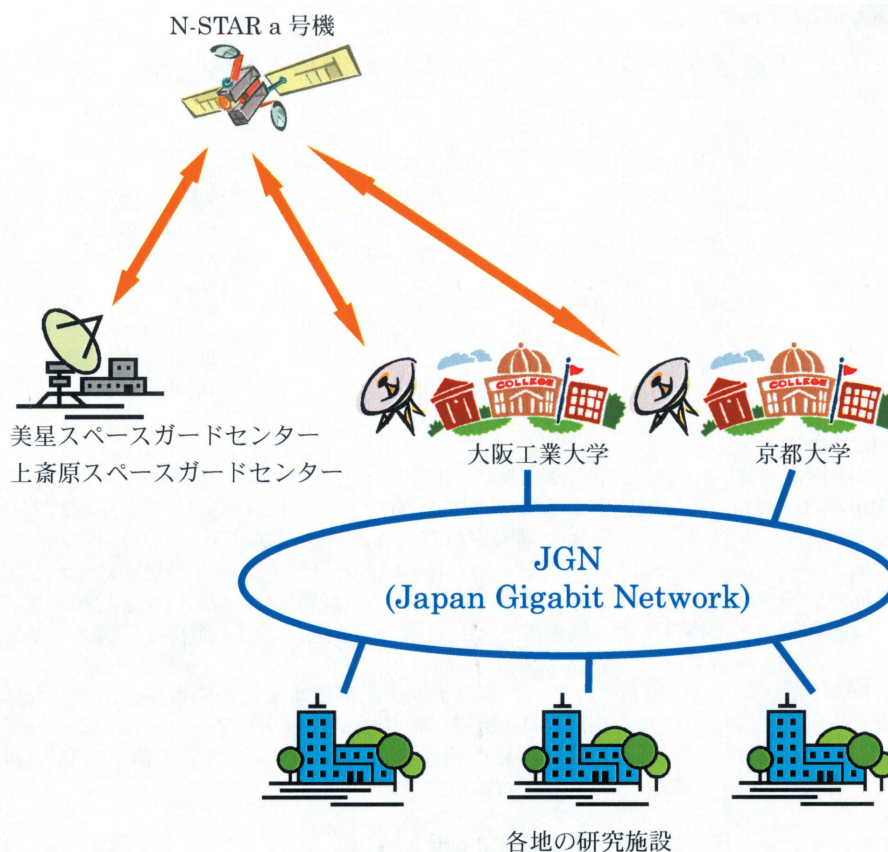 N-STAR a 号機
美星スペースガードセンター
上斎原スペースガードセンター
COLLEGE
大阪工業大学
COLLEGE
京都大学
JGN
(Japan Gigabit Network)
各地の研究施設